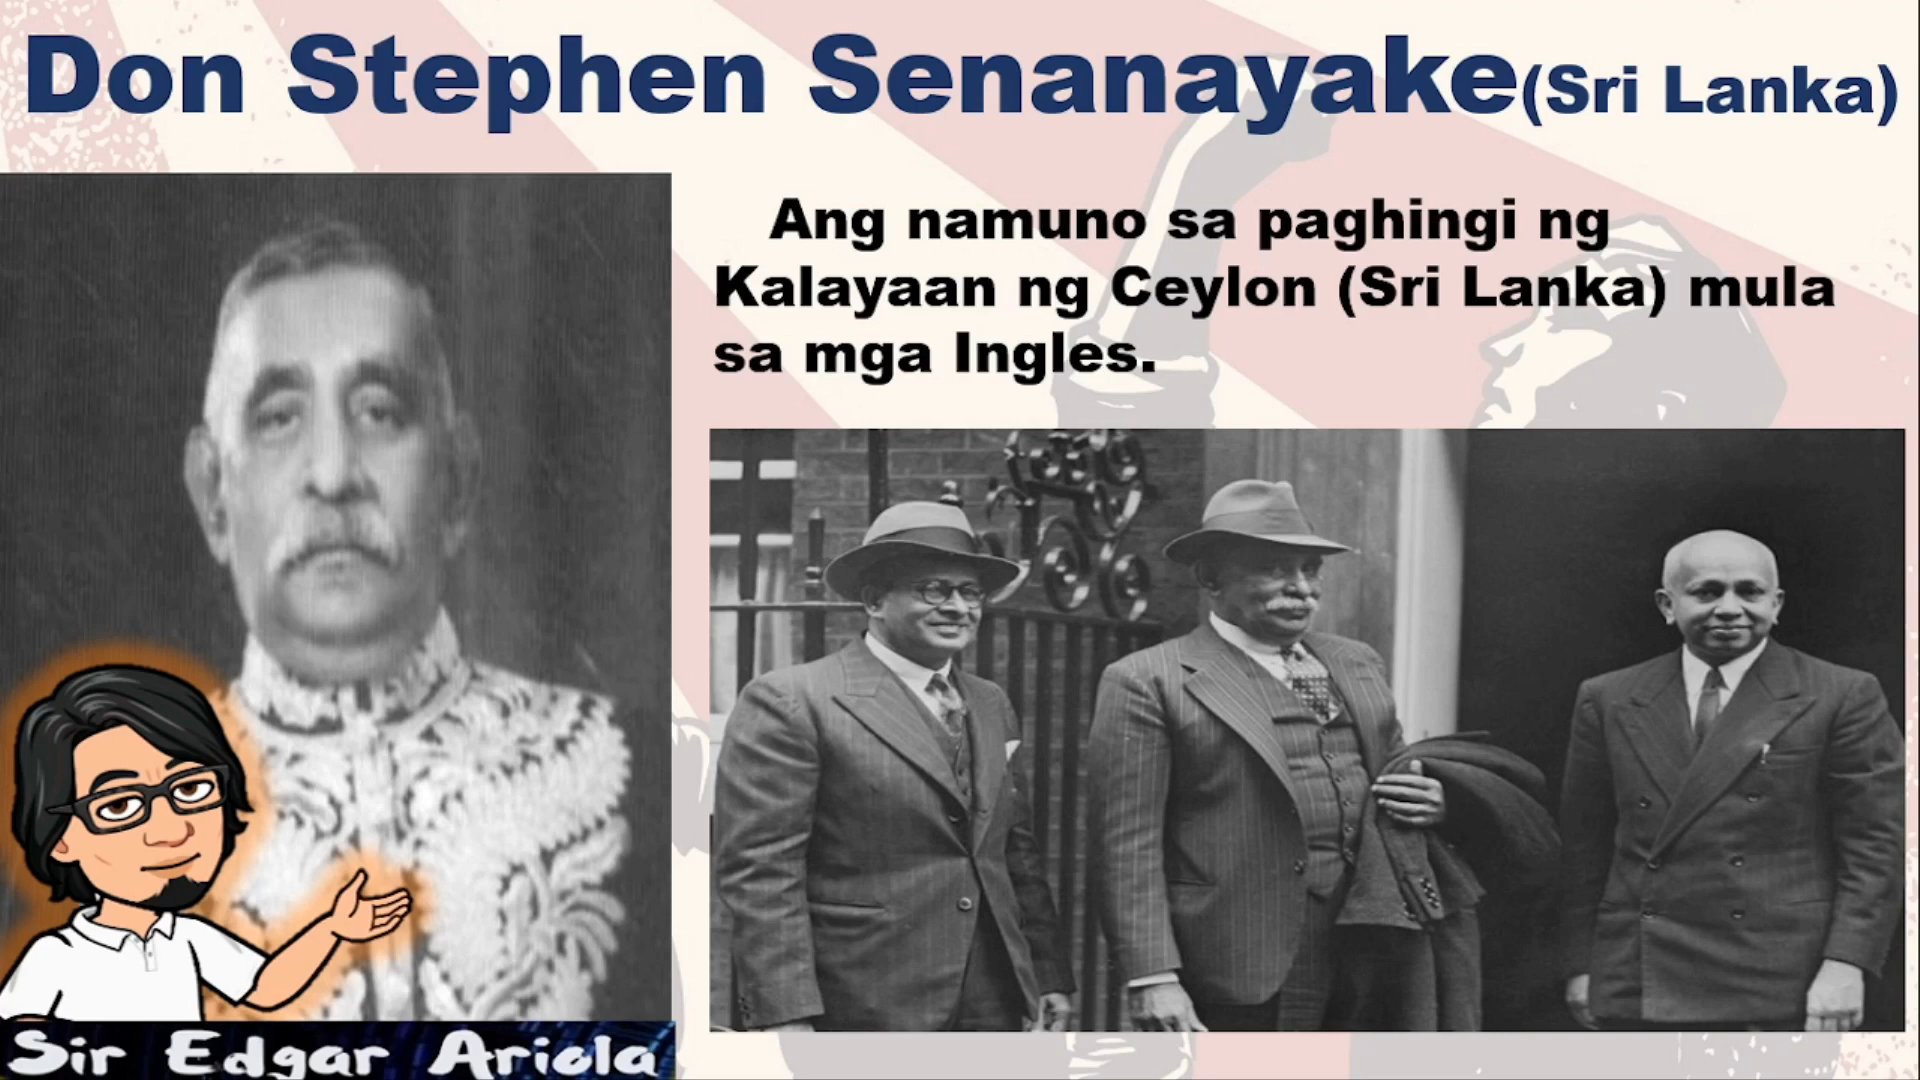 Don Stephen Senanayake(Sri Lanka)
Ang namuno sa paghingi ng
Kalayaan ng Ceylon (Sri Lanka) mula
sa mga Ingles.
Sir Edgar Ariola